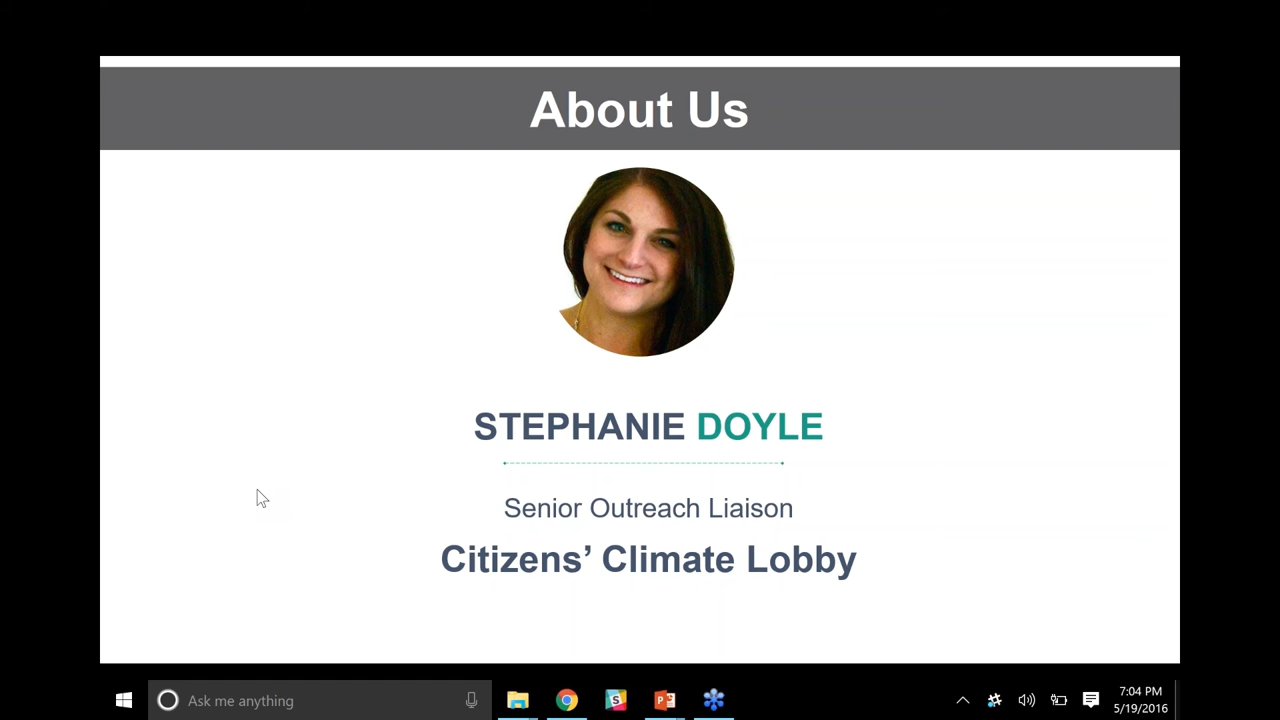 About Us
STEPHANIE DOYLE
Senior Outreach Liaison
Citizens’ Climate Lobby
Ask me anything
7:04 PM
5/19/2016